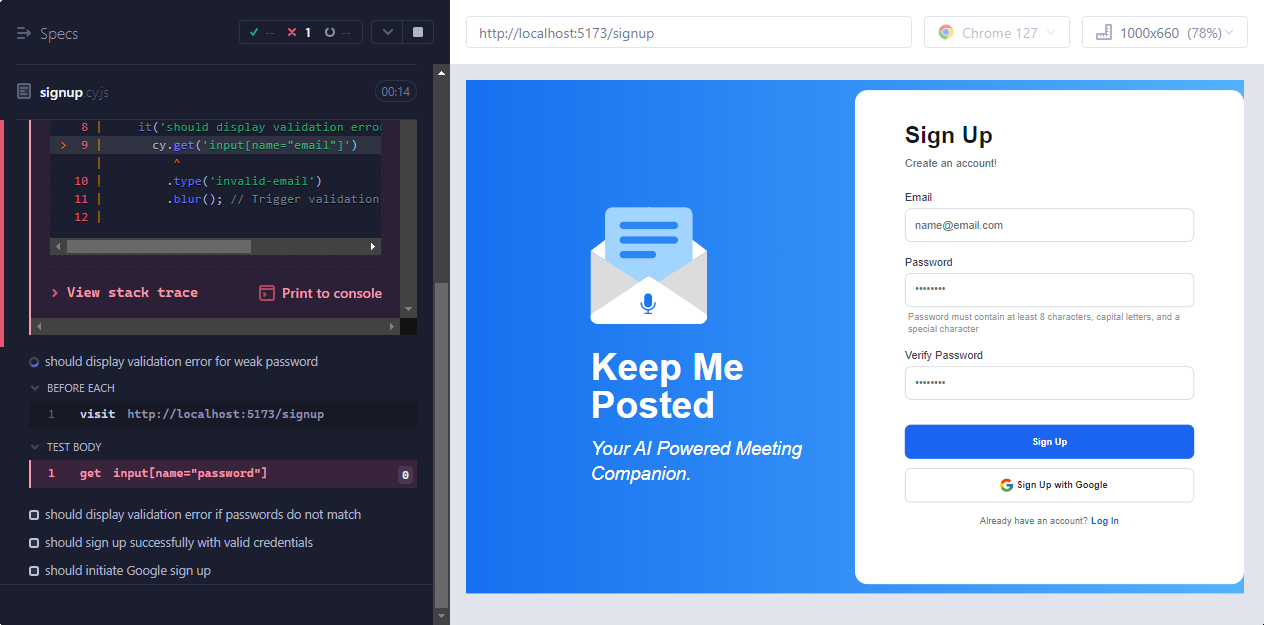 Specs
-- 1 --
signup.cy.js
00:14
8 | it('should display validation erro
> 9 | cy.get('input[name="email"]')
| ^
10 | .type('invalid-email')
11 | .blur(); // Trigger validation
12 |
View stack trace
Print to console
should display validation error for weak password
BEFORE EACH
1 visit http://localhost:5173/signup
TEST BODY
1 get input[name="password"] 0
should display validation error if passwords do not match
should sign up successfully with valid credentials
should initiate Google sign up
http://localhost:5173/signup
Chrome 127
1000x660 (78%)
Keep Me
Posted
Your AI Powered Meeting
Companion.
Sign Up
Create an account!
Email
name@email.com
Password
••••••••
Password must contain at least 8 characters, capital letters, and a
special character
Verify Password
••••••••
Sign Up
Sign Up with Google
Already have an account? Log In